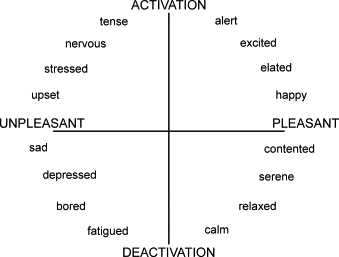 ACTIVATION
tense alert
nervous excited
stressed elated
upset happy
UNPLEASANT PLEASANT
sad contented
depressed serene
bored relaxed
fatigued calm
DEACTIVATION